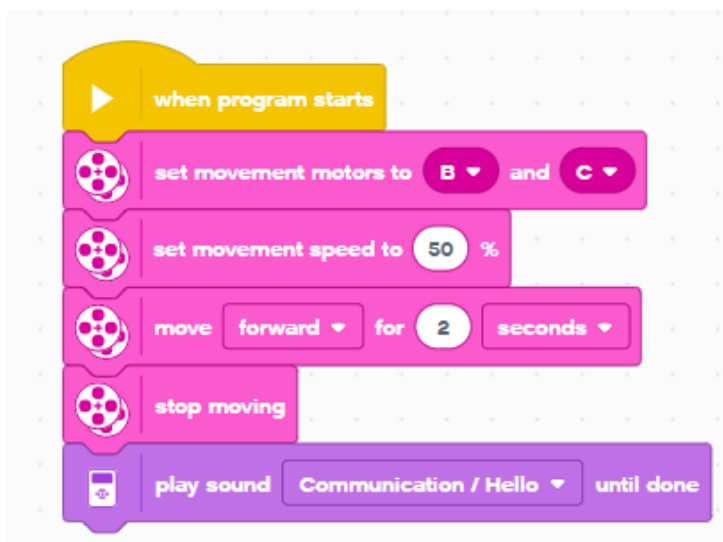 when program starts
set movement motors to B and C
set movement speed to 50 %
move forward for 2 seconds
stop moving
play sound Communication / Hello until done